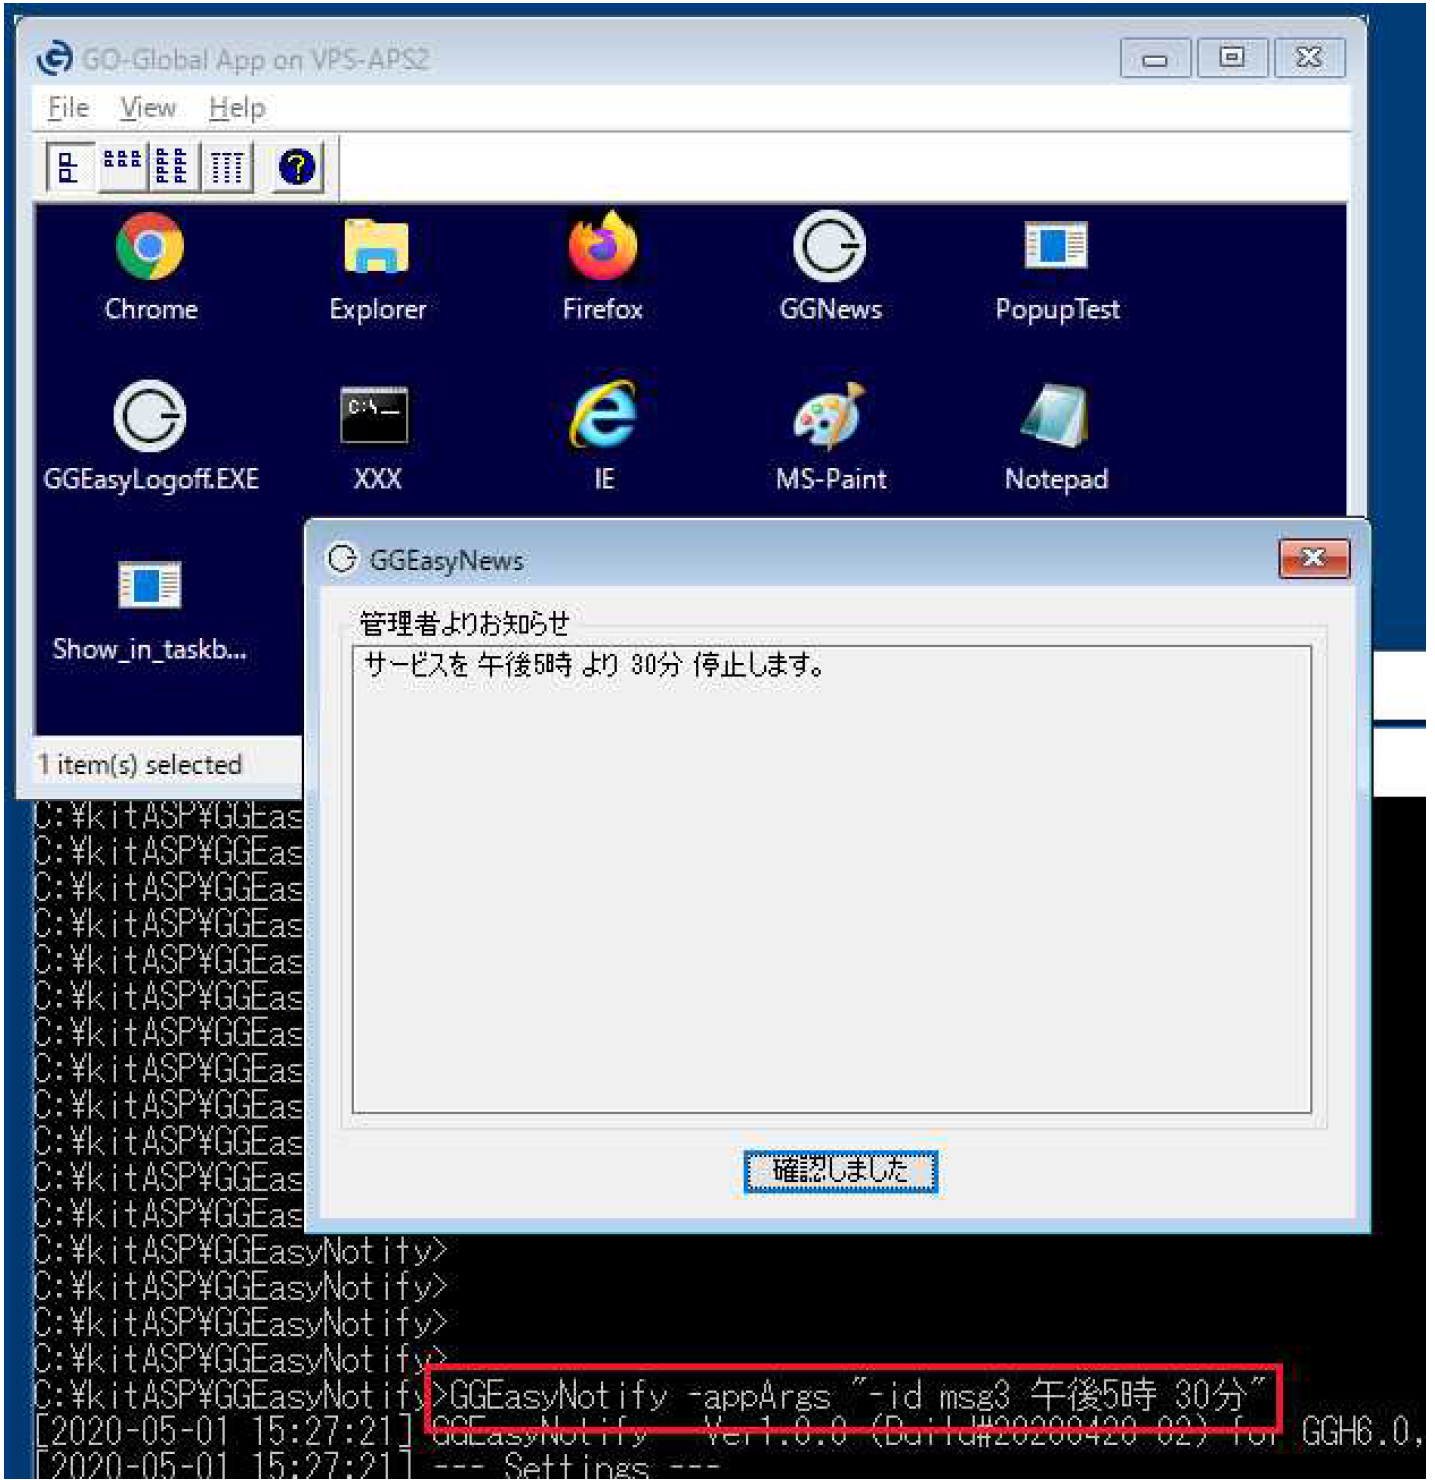 GO-Global App on VPS-APS2
File View Help
Chrome Explorer Firefox GGNews PopupTest
C:\
GGEasyLogoff.EXE XXX IE MS-Paint Notepad
Show_in_taskb...
1 item(s) selected
GGEasyNews
管理者よりお知らせ
サービスを 午後5時 より 30分 停止します。
確認しました
C:¥kitASP¥GGEas
C:¥kitASP¥GGEas
C:¥kitASP¥GGEas
C:¥kitASP¥GGEas
C:¥kitASP¥GGEas
C:¥kitASP¥GGEas
C:¥kitASP¥GGEas
C:¥kitASP¥GGEas
C:¥kitASP¥GGEas
C:¥kitASP¥GGEas
C:¥kitASP¥GGEas
C:¥kitASP¥GGEas
C:¥kitASP¥GGEasyNotify>
C:¥kitASP¥GGEasyNotify>
C:¥kitASP¥GGEasyNotify>
C:¥kitASP¥GGEasyNotify>
C:¥kitASP¥GGEasyNotify>GGEasyNotify -appArgs "-id msg3 午後5時 30分"
[2020-05-01 15:27:21] GGEasyNotify Ver1.0.0 (Build#20200428-02) for GGH6.0,
[2020-05-01 15:27:21] --- Settings ---